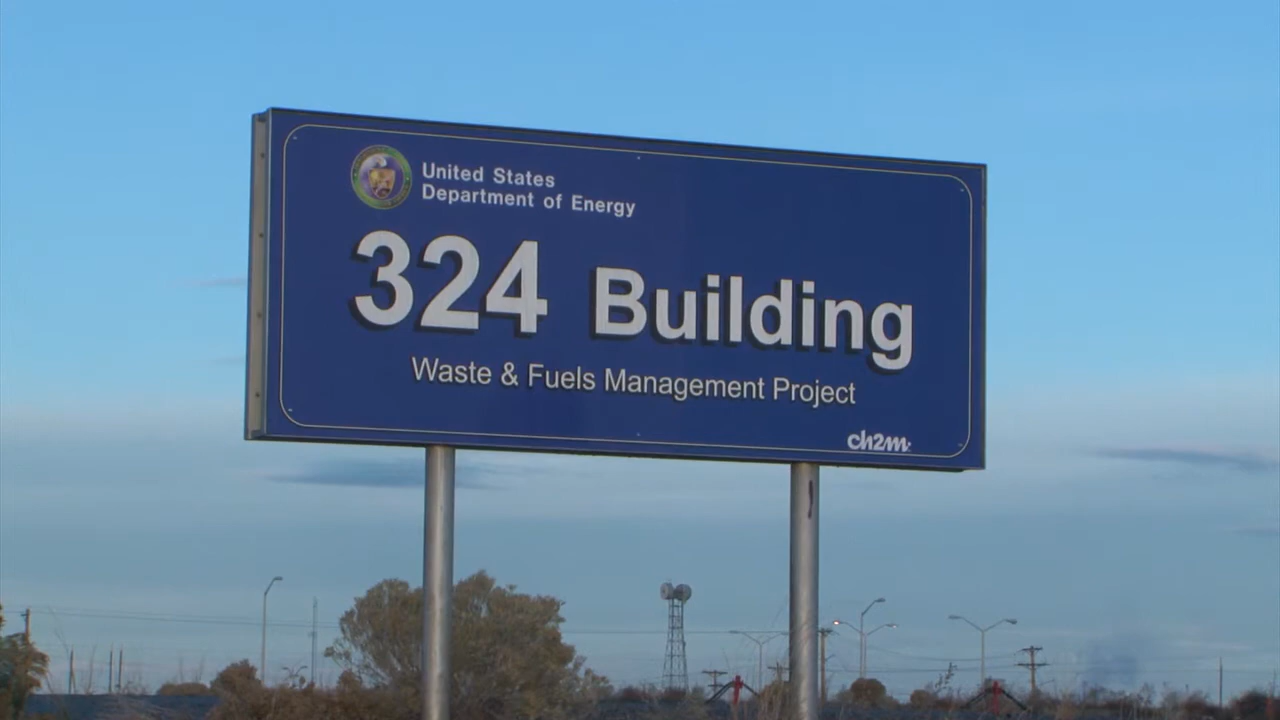 United States
Department of Energy
324 Building
Waste & Fuels Management Project
ch2m